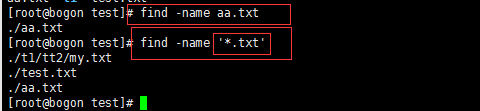 [root@bogon test]# find -name aa.txt
./aa.txt
[root@bogon test]# find -name '*.txt'
./t1/tt2/my.txt
./test.txt
./aa.txt
[root@bogon test]#